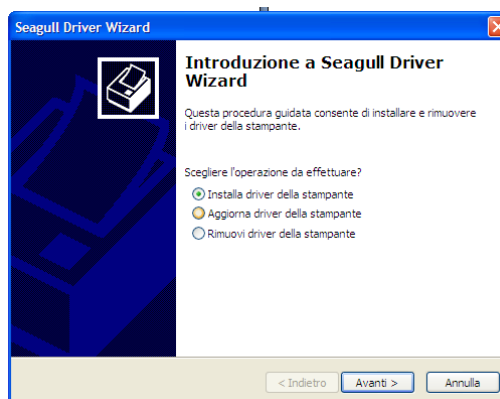 Seagull Driver Wizard
Introduzione a Seagull Driver
Wizard
Questa procedura guidata consente di installare e rimuovere
i driver della stampante.
Scegliere l'operazione da effettuare?
Installa driver della stampante
Aggiorna driver della stampante
Rimuovi driver della stampante
< Indietro
Avanti >
Annulla